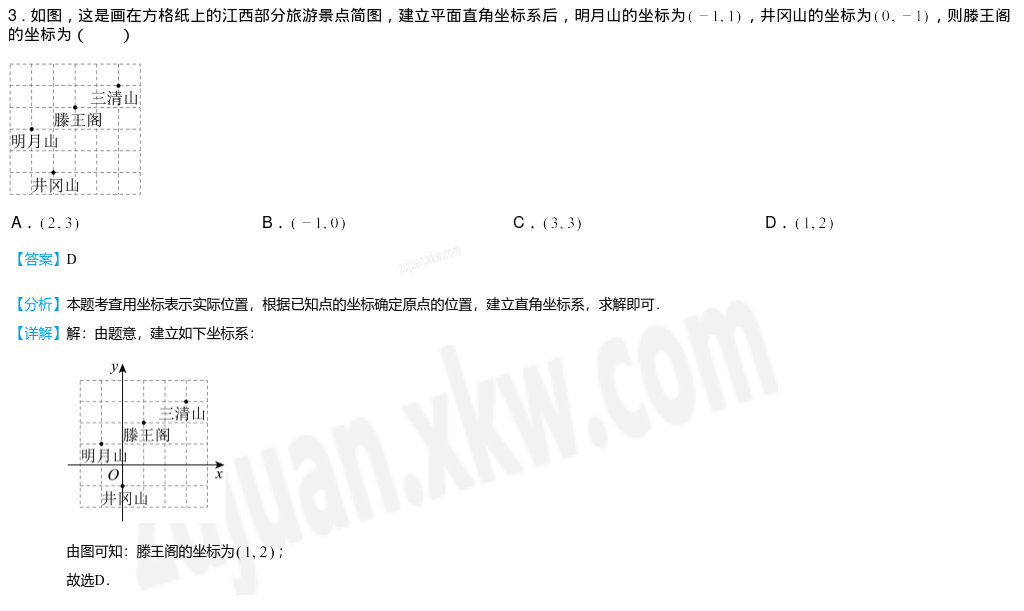 3．如图，这是画在方格纸上的江西部分旅游景点简图，建立平面直角坐标系后，明月山的坐标为(－1, 1)，井冈山的坐标为(0, －1)，则滕王阁
的坐标为（　　）
三清山
滕王阁
明月山
井冈山
A．(2, 3)　B．(－1, 0)　C．(3, 3)　D．(1, 2)
【答案】D
zujuan.xkw.com
【分析】本题考查用坐标表示实际位置，根据已知点的坐标确定原点的位置，建立直角坐标系，求解即可．
【详解】解：由题意，建立如下坐标系：
y
三清山
滕王阁
明月山
O
x
井冈山
zujuan.xkw.com
由图可知：滕王阁的坐标为(1, 2)；
故选D．